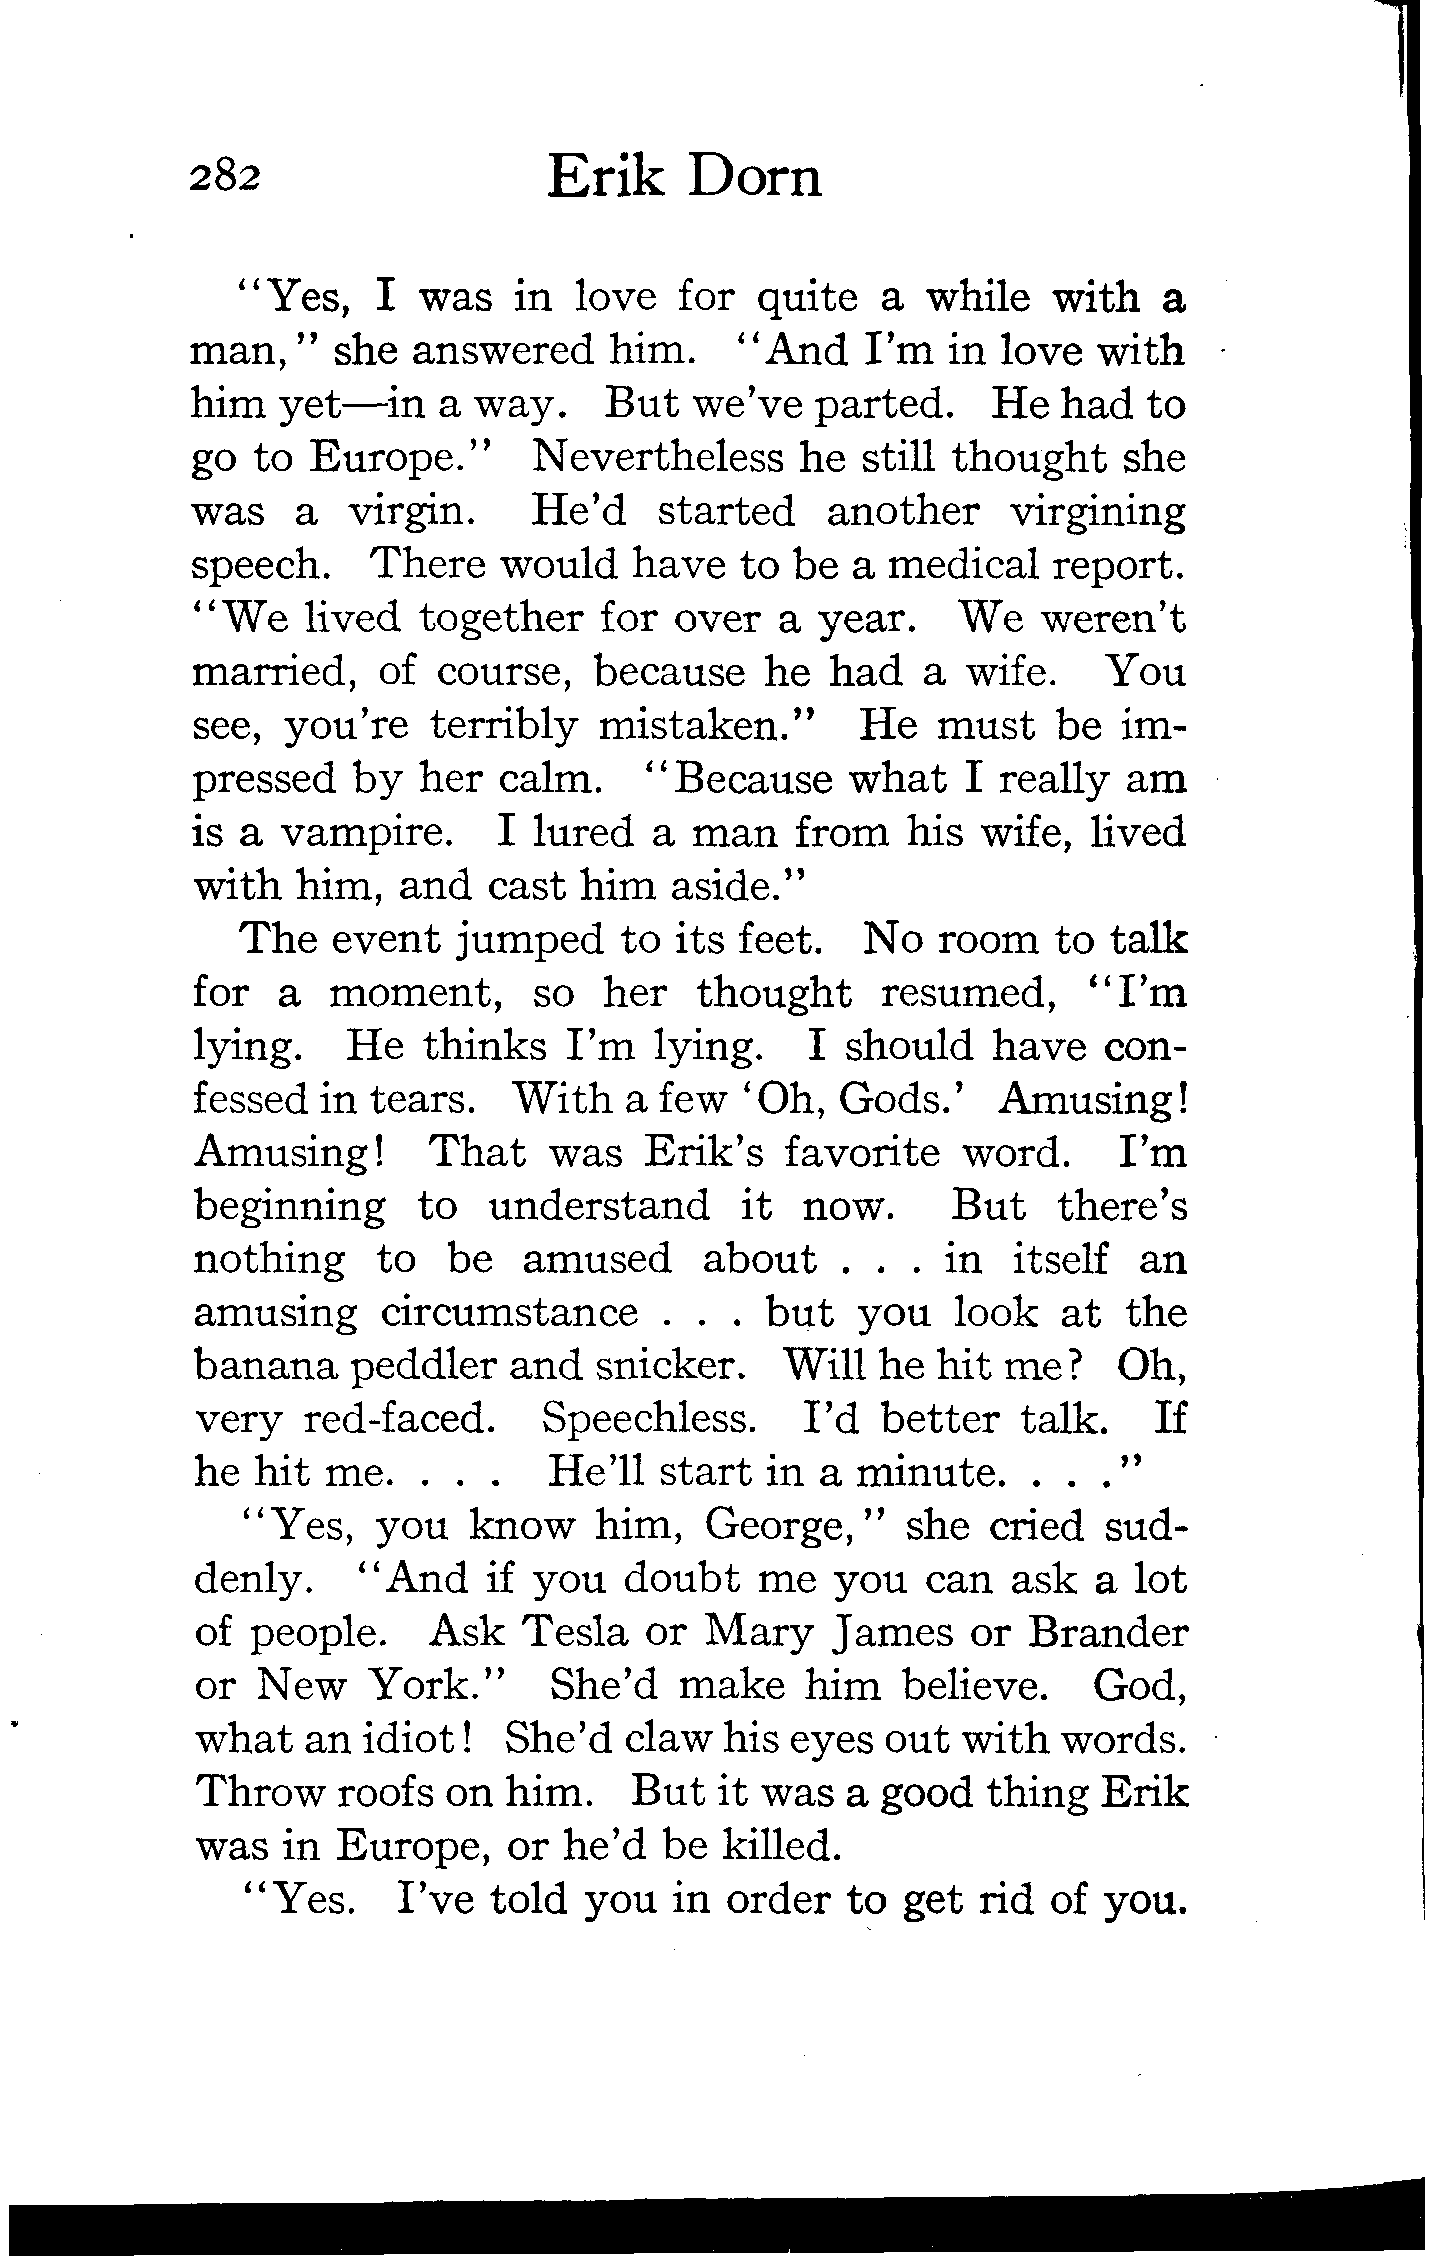 282 Erik Dorn
"Yes, I was in love for quite a while with a
man," she answered him. "And I'm in love with
him yet—in a way. But we've parted. He had to
go to Europe." Nevertheless he still thought she
was a virgin. He'd started another virgining
speech. There would have to be a medical report.
"We lived together for over a year. We weren't
married, of course, because he had a wife. You
see, you're terribly mistaken." He must be im-
pressed by her calm. "Because what I really am
is a vampire. I lured a man from his wife, lived
with him, and cast him aside."
The event jumped to its feet. No room to talk
for a moment, so her thought resumed, "I'm
lying. He thinks I'm lying. I should have con-
fessed in tears. With a few 'Oh, Gods.' Amusing!
Amusing! That was Erik's favorite word. I'm
beginning to understand it now. But there's
nothing to be amused about . . . in itself an
amusing circumstance . . . but you look at the
banana peddler and snicker. Will he hit me? Oh,
very red-faced. Speechless. I'd better talk. If
he hit me. . . . He'll start in a minute. . . ."
"Yes, you know him, George," she cried sud-
denly. "And if you doubt me you can ask a lot
of people. Ask Tesla or Mary James or Brander
or New York." She'd make him believe. God,
what an idiot! She'd claw his eyes out with words.
Throw roofs on him. But it was a good thing Erik
was in Europe, or he'd be killed.
"Yes. I've told you in order to get rid of you.